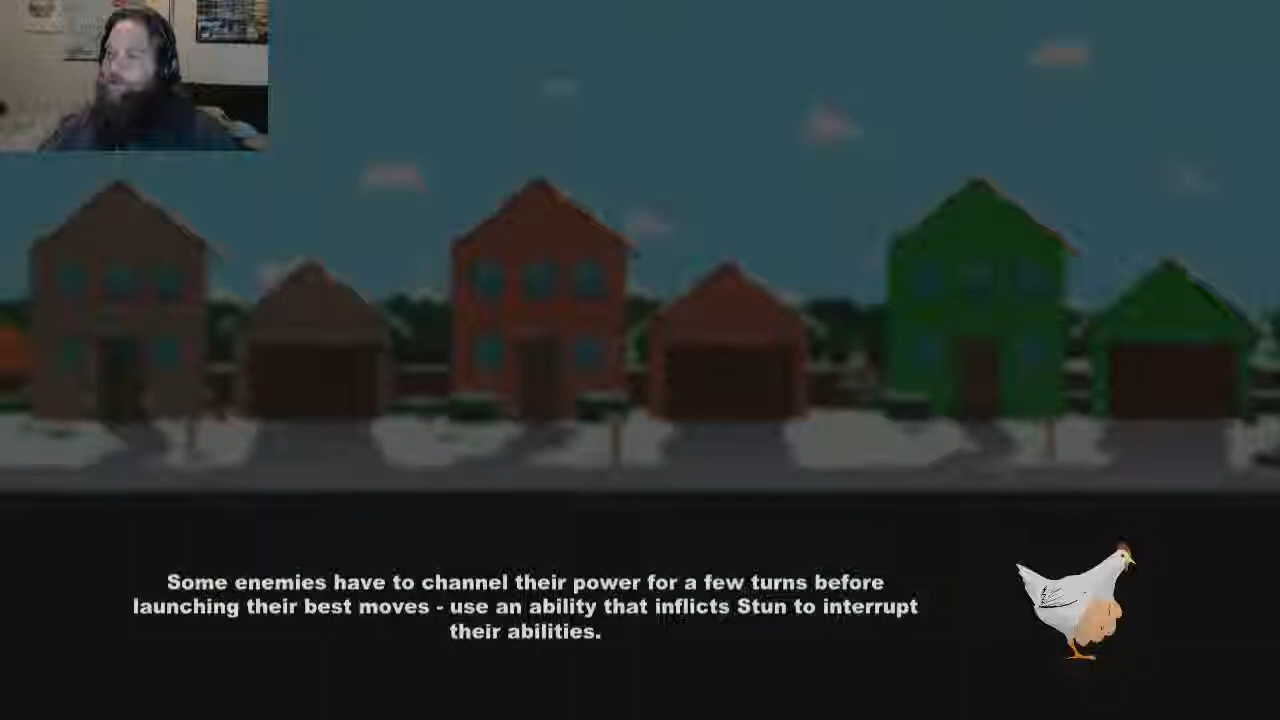 Some enemies have to channel their power for a few turns before
launching their best moves - use an ability that inflicts Stun to interrupt
their abilities.